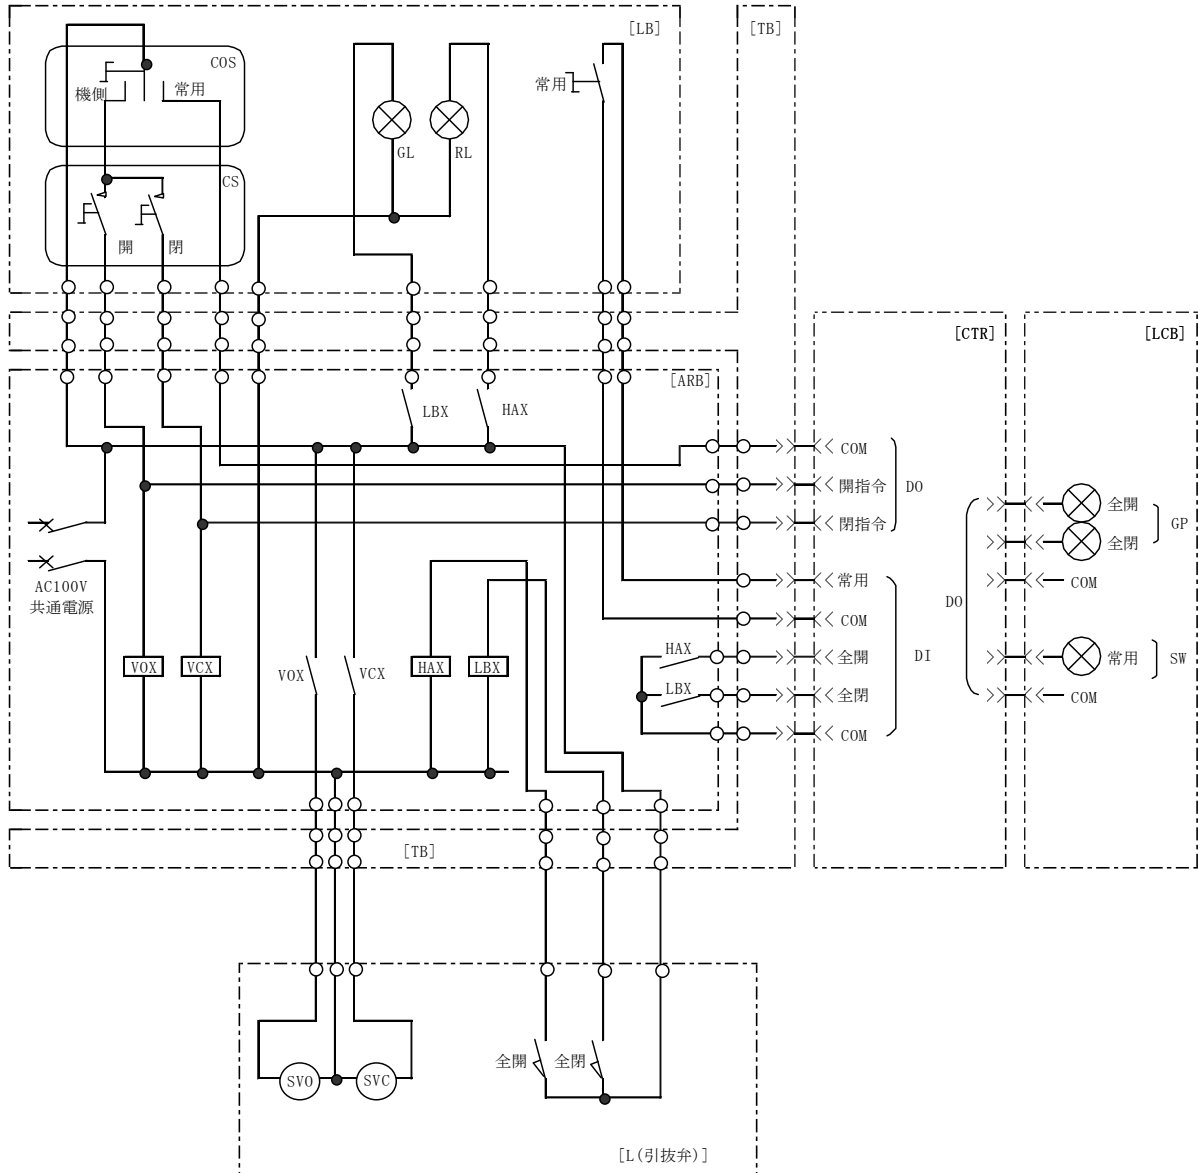 [LB]
[TB]
COS
機側
常用
常用
GL
RL
CS
開
閉
[CTR]
[LCB]
[ARB]
LBX
HAX
COM
開指令
DO
閉指令
全開
GP
全閉
AC100V
共通電源
常用
COM
DO
COM
HAX
全開
DI
常用
SW
VOX
VCX
VOX
VCX
HAX
LBX
LBX
全閉
COM
COM
[TB]
全開
全閉
SVO
SVC
[L(引抜弁)]